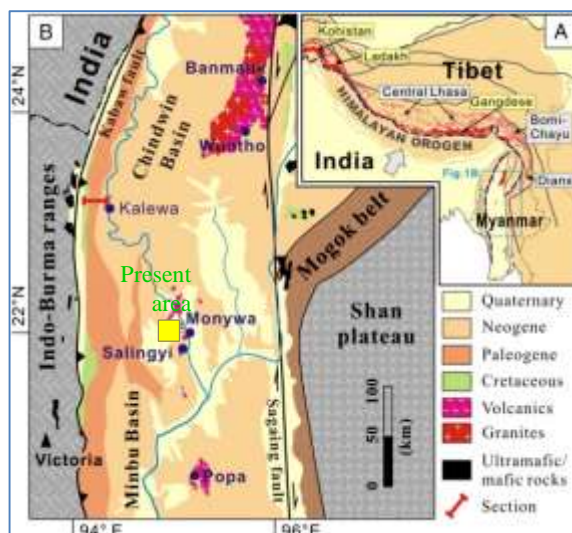 B
India
Kabaw fault
Chindwin
Basin
Banmauk
Wuntho
24°N
Kalewa
Indo-Burma ranges
Present
area
Monywa
Salingyi
22°N
Mogok belt
Shan
plateau
Minbu Basin
Sagaing fault
Victoria
Popa
100
50
0
(km)
94° E
96°E
A
Kohistan
Ladakh
Tibet
Central Lhasa
Gangdese
HIMALAYAN OROGEN
Bomi-
Chayu
India
Fig. 1B
Myanmar
Quaternary
Neogene
Paleogene
Cretaceous
Volcanics
Granites
Ultramafic/
mafic rocks
Section